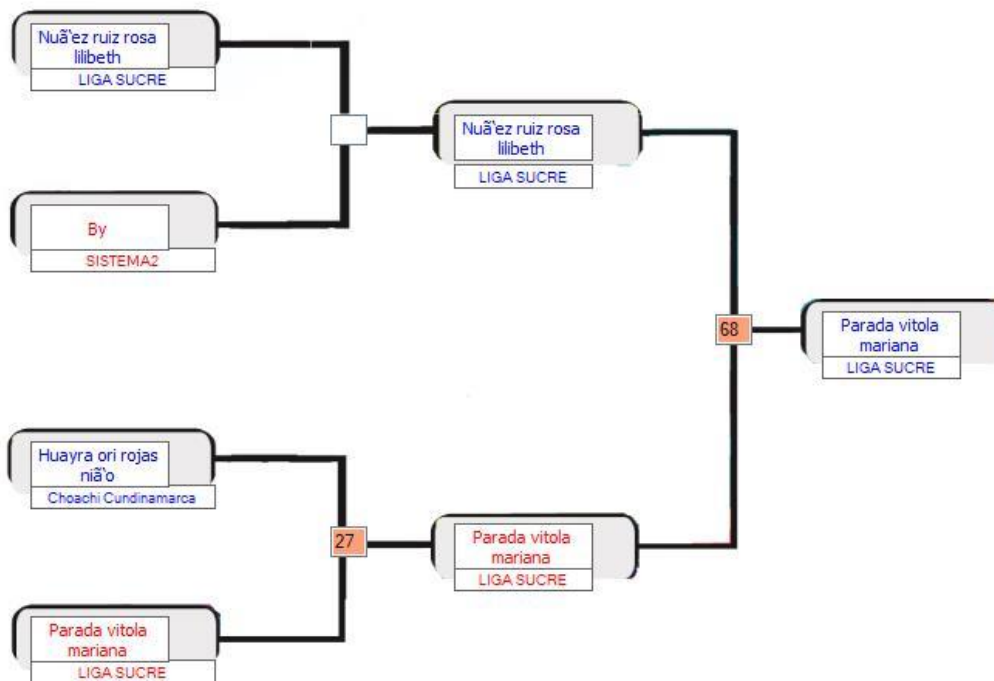 Nuã'ez ruiz rosa
lilibeth
LIGA SUCRE
By
SISTEMA2
Nuã'ez ruiz rosa
lilibeth
LIGA SUCRE
68
Parada vitola
mariana
LIGA SUCRE
Huayra ori rojas
niã'o
Choachi Cundinamarca
27
Parada vitola
mariana
LIGA SUCRE
Parada vitola
mariana
LIGA SUCRE